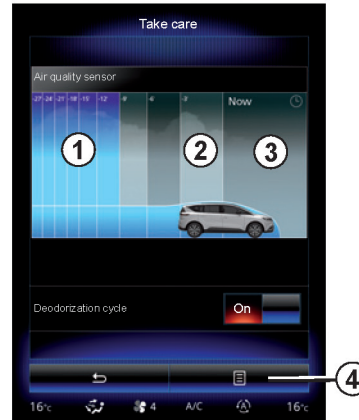 Take care
Air quality sensor
-27' -24' -21' -18' -15' -12' -9' -6' -3' Now
1 2 3
Deodorization cycle On
4
16°c 4 A/C A 16°c